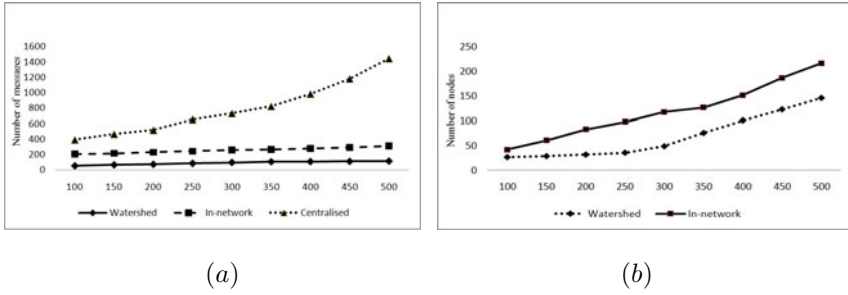 Number of messages
1600
1400
1200
1000
800
600
400
200
0
100 150 200 250 300 350 400 450 500
Watershed In-network Centralised
(a)
Number of nodes
250
200
150
100
50
0
100 150 200 250 300 350 400 450 500
Watershed In-network
(b)